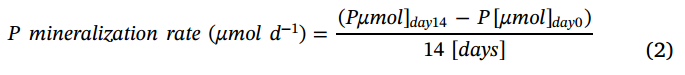 P mineralization rate (μmol d⁻¹) = (Pμmol]day14 − P[μmol]day0) / 14 [days] (2)